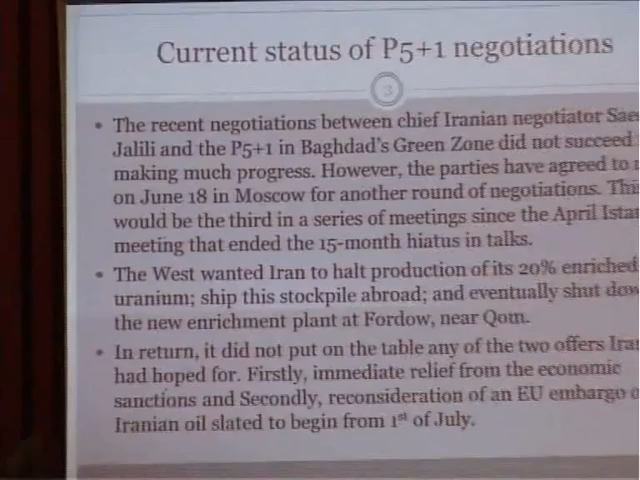 Current status of P5+1 negotiations
3
• The recent negotiations between chief Iranian negotiator
Jalili and the P5+1 in Baghdad's Green Zone did not succeed
making much progress. However, the parties have agreed to
on June 18 in Moscow for another round of negotiations.
would be the third in a series of meetings since the April
meeting that ended the 15-month hiatus in talks.
• The West wanted Iran to halt production of its 20% enriched
uranium; ship this stockpile abroad; and eventually shut
the new enrichment plant at Fordow, near Qom.
• In return, it did not put on the table any of the two offers
had hoped for. Firstly, immediate relief from the economic
sanctions and Secondly, reconsideration of an EU embargo
Iranian oil slated to begin from 1st of July.